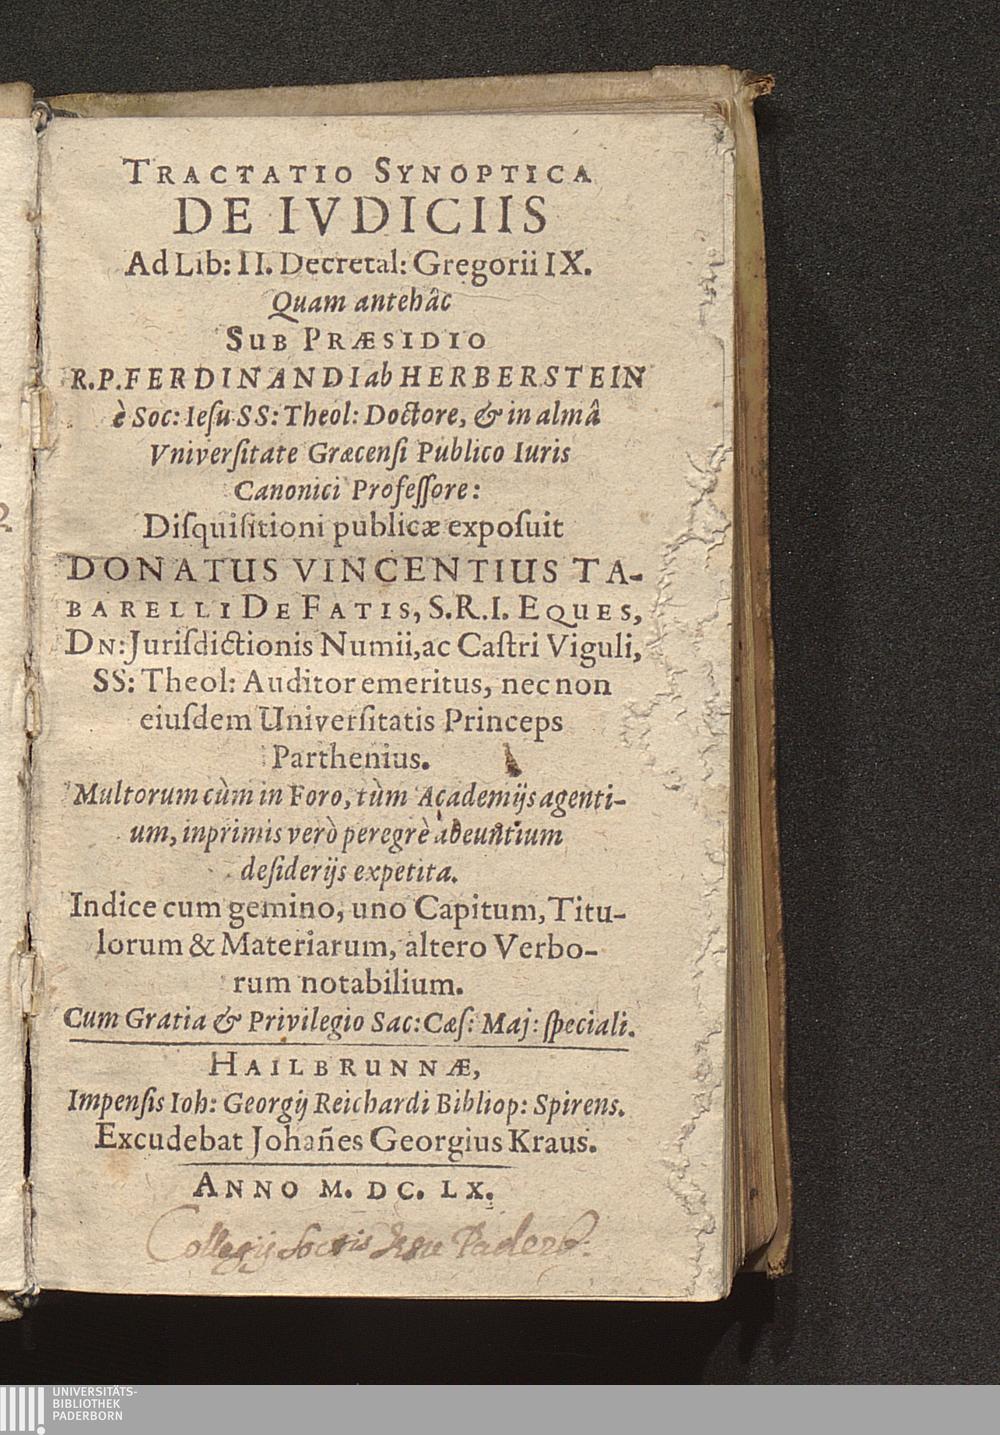 TRACTATIO SYNOPTICA
DE IVDICIIS
Ad Lib: II. Decretal: Gregorii IX.
Quam antehâc
SUB PRÆSIDIO
R.P. FERDINANDI ab HERBERSTEIN
è Soc: Ieſu SS: Theol: Doctore, & in almâ
Vniverſitate Græcenſi Publico Iuris
Canonici Profeſſore:
Diſquiſitioni publicæ expoſuit
DONATUS VINCENTIUS TA-
BARELLI DE FATIS, S.R.I. EQUES,
DN: Juriſdictionis Numii, ac Caſtri Viguli,
SS: Theol: Auditor emeritus, nec non
eiuſdem Univerſitatis Princeps
Parthenius.
Multorum cùm in Foro, tùm Academijs agenti-
um, inprimis verò peregrè abeuntium
deſiderijs expetita.
Indice cum gemino, uno Capitum, Titu-
lorum & Materiarum, altero Verbo-
rum notabilium.
Cum Gratia & Privilegio Sac: Cæſ: Maj: ſpeciali.
HAILBRUNNÆ,
Impenſis Ioh: Georgij Reichardi Bibliop: Spirens.
Excudebat Johañes Georgius Kraus.
ANNO M. DC. LX.
Collegij Soctis Jesu Paderb:
UNIVERSITÄTS-
BIBLIOTHEK
PADERBORN